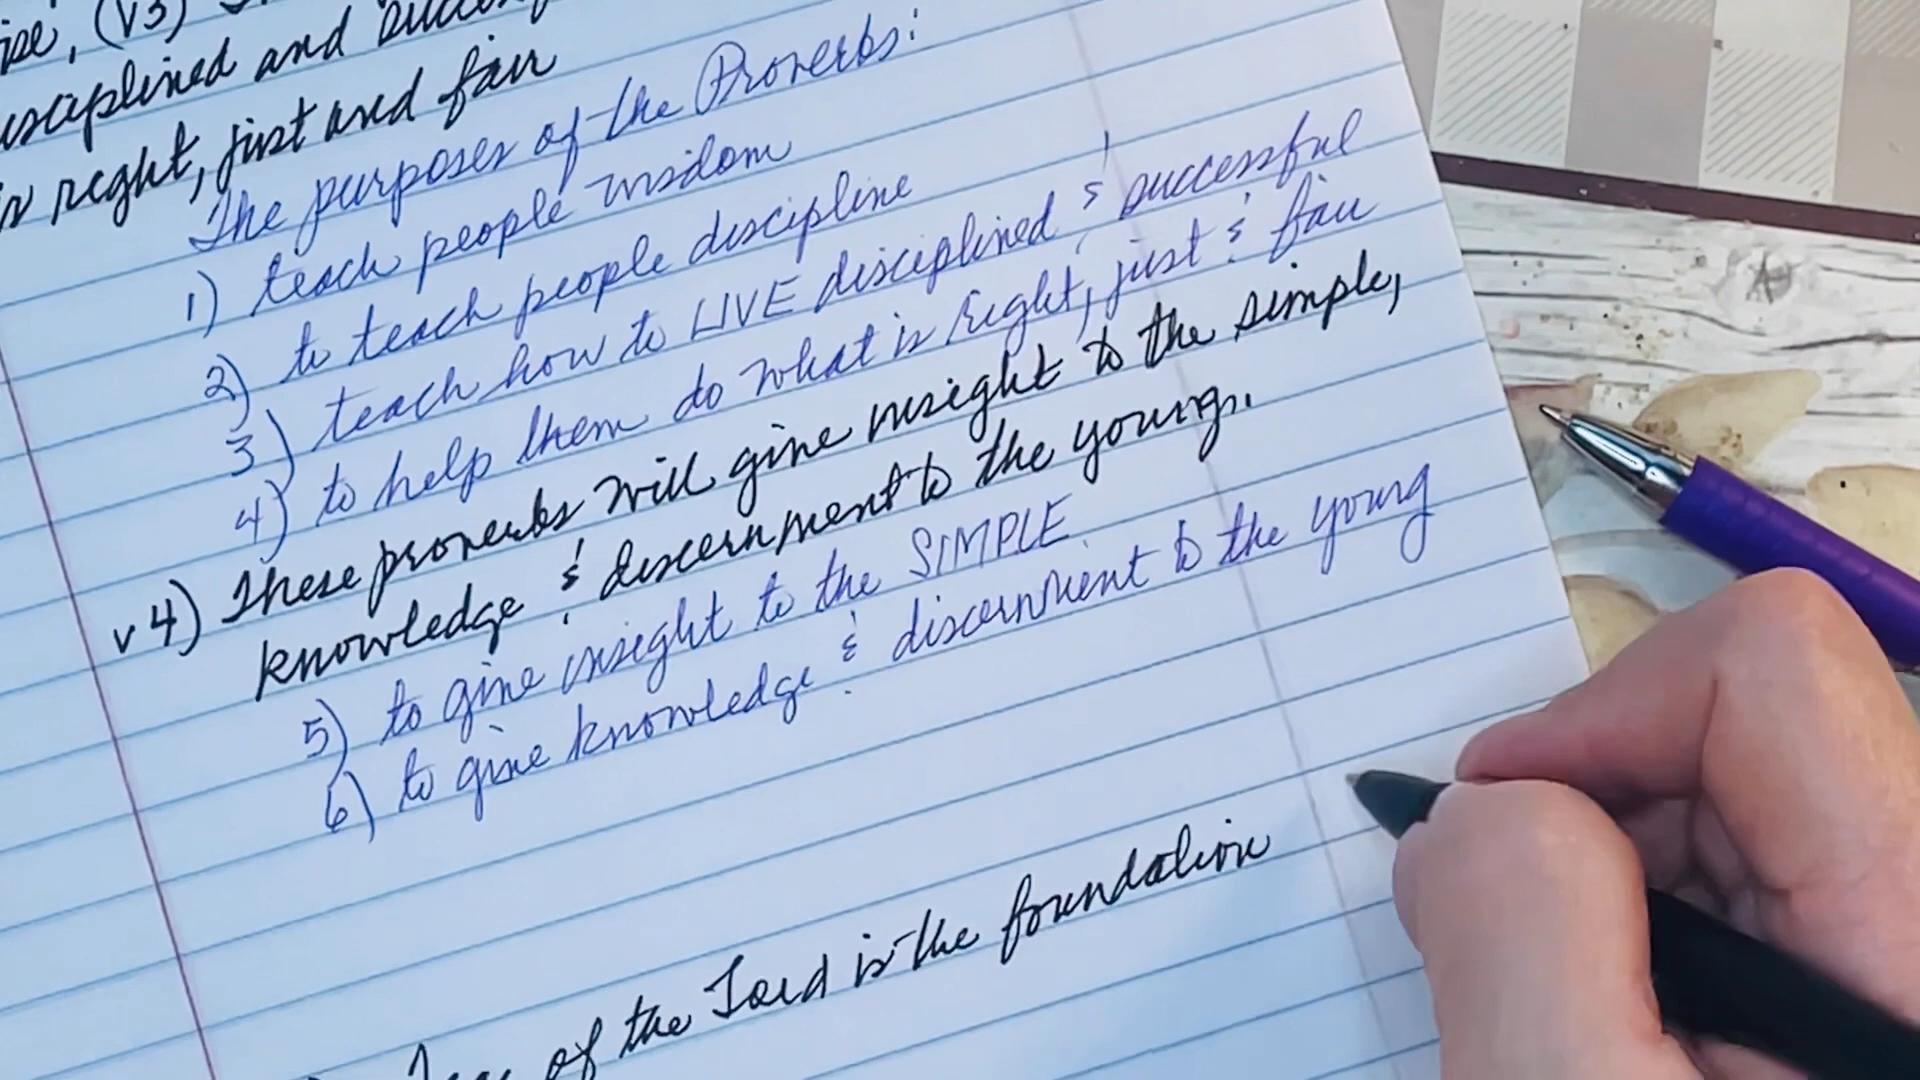 (v3)
disciplined and
is right, just and fair
The purposes of the Proverbs:
1) teach people wisdom
2) to teach people discipline
3) teach how to LIVE disciplined & successful
4) to help them do what is right, just & fair
v4) These proverbs will give insight to the simple,
knowledge & discernment to the young.
5) to give insight to the SIMPLE
6) to give knowledge & discernment to the young
of the Lord is the foundation